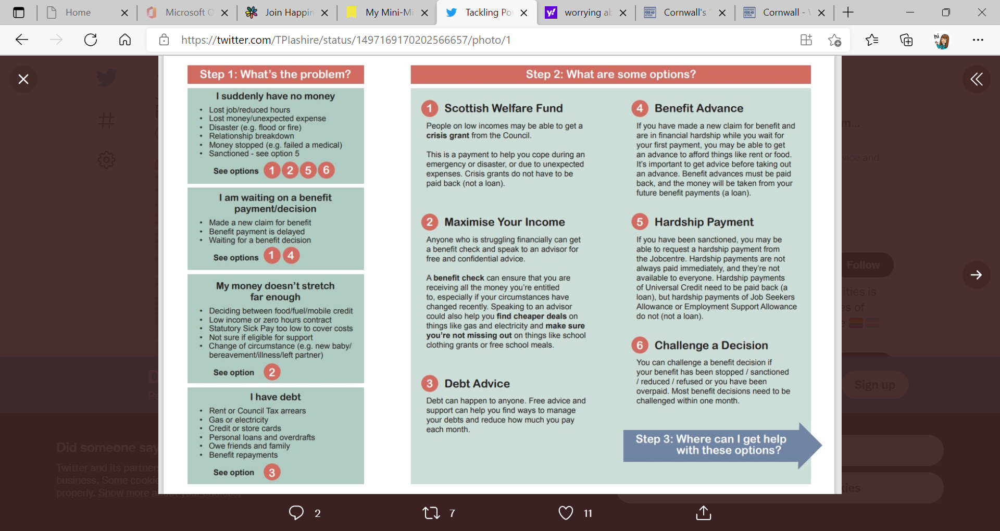 Home
Microsoft O
Join Happin
My Mini-Mi
Tackling Po
worrying ab
Cornwall's
Cornwall -
https://twitter.com/TPlashire/status/1497169170202566657/photo/1
hi
Step 1: What's the problem?
I suddenly have no money
• Lost job/reduced hours
• Lost money/unexpected expense
• Disaster (e.g. flood or fire)
• Relationship breakdown
• Money stopped (e.g. failed a medical)
• Sanctioned - see option 5
See options 1 2 5 6
I am waiting on a benefit
payment/decision
• Made a new claim for benefit
• Benefit payment is delayed
• Waiting for a benefit decision
See options 1 4
My money doesn't stretch
far enough
• Deciding between food/fuel/mobile credit
• Low income or zero hours contract
• Statutory Sick Pay too low to cover costs
• Not sure if eligible for support
• Change of circumstance (e.g. new baby/
bereavement/illness/left partner)
See option 2
I have debt
• Rent or Council Tax arrears
• Gas or electricity
• Credit or store cards
• Personal loans and overdrafts
• Owe friends and family
• Benefit repayments
See option 3
Step 2: What are some options?
1 Scottish Welfare Fund
People on low incomes may be able to get a
crisis grant from the Council.
This is a payment to help you cope during an
emergency or disaster, or due to unexpected
expenses. Crisis grants do not have to be
paid back (not a loan).
2 Maximise Your Income
Anyone who is struggling financially can get
a benefit check and speak to an advisor for
free and confidential advice.
A benefit check can ensure that you are
receiving all the money you're entitled
to, especially if your circumstances have
changed recently. Speaking to an advisor
could also help you find cheaper deals on
things like gas and electricity and make sure
you're not missing out on things like school
clothing grants or free school meals.
3 Debt Advice
Debt can happen to anyone. Free advice and
support can help you find ways to manage
your debts and reduce how much you pay
each month.
4 Benefit Advance
If you have made a new claim for benefit and
are in financial hardship while you wait for
your first payment, you may be able to get
an advance to afford things like rent or food.
It's important to get advice before taking out
an advance. Benefit advances must be paid
back, and the money will be taken from your
future benefit payments (a loan).
5 Hardship Payment
If you have been sanctioned, you may be
able to request a hardship payment from
the Jobcentre. Hardship payments are not
always paid immediately, and they're not
available to everyone. Hardship payments
of Universal Credit need to be paid back (a
loan), but hardship payments of Job Seekers
Allowance or Employment Support Allowance
do not (not a loan).
6 Challenge a Decision
You can challenge a benefit decision if
your benefit has been stopped / sanctioned
/ reduced / refused or you have been
overpaid. Most benefit decisions need to be
challenged within one month.
Step 3: Where can I get help
with these options?
m...
vice and
Follow
ities is
es of
Sign up
kies
Did someone say
Twitter and its partner
business. Some cookie
properly. Show more
2
7
11